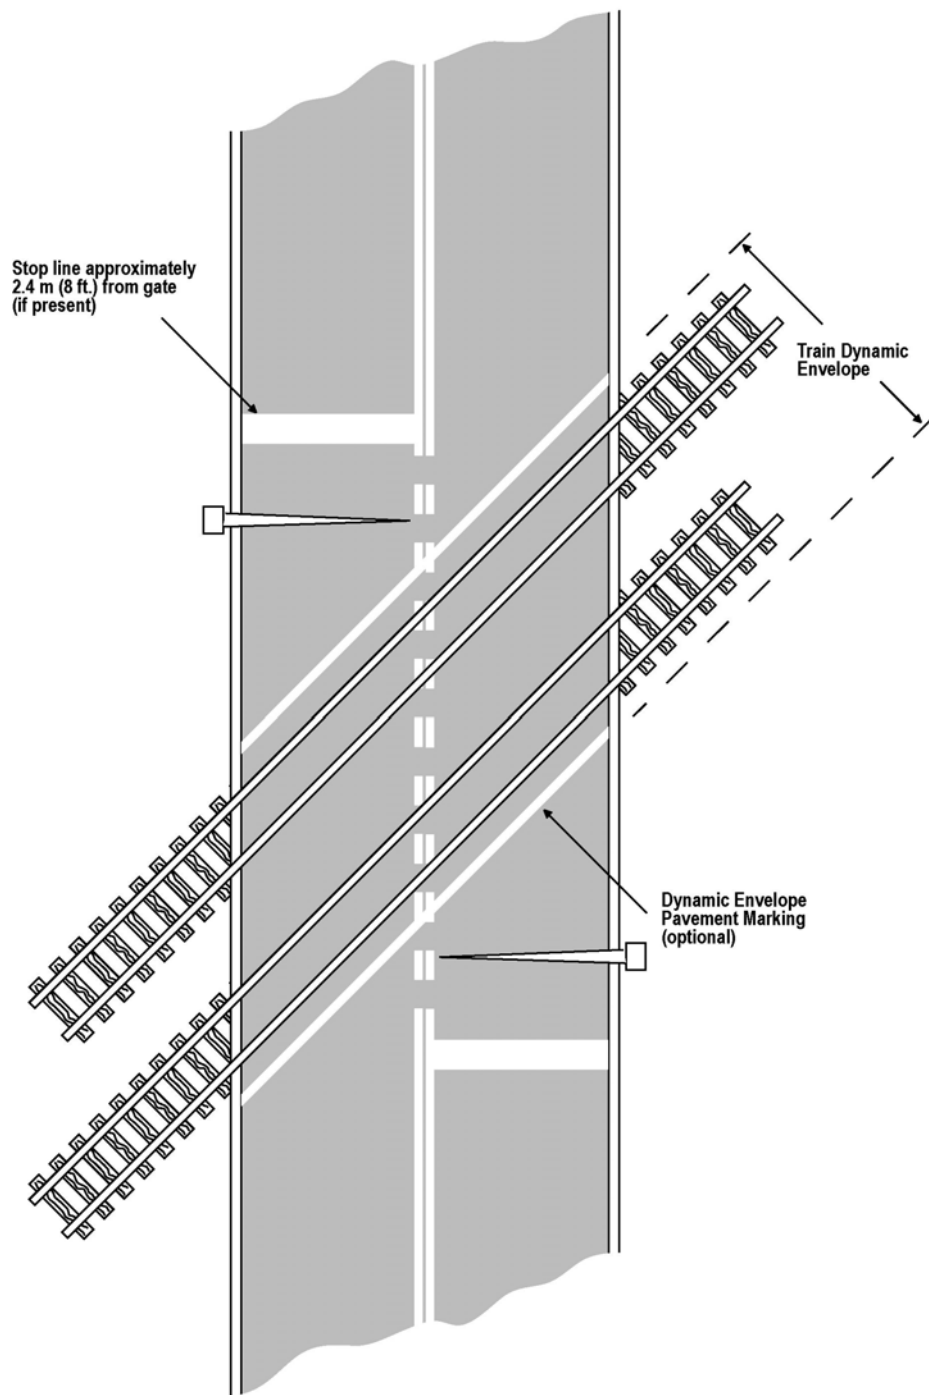 Stop line approximately
2.4 m (8 ft.) from gate
(if present)
Train Dynamic
Envelope
Dynamic Envelope
Pavement Marking
(optional)